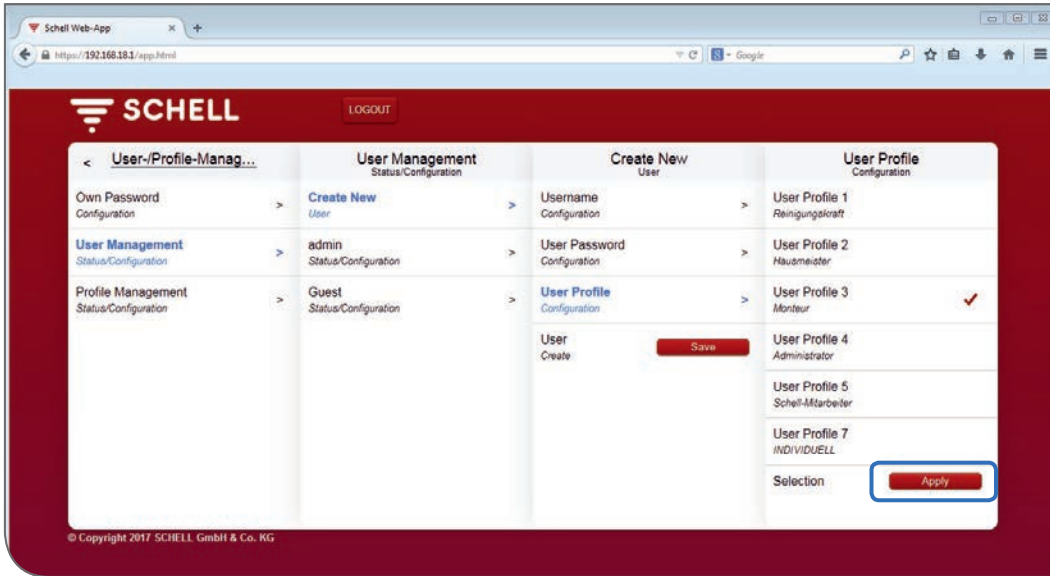 Schell Web-App
https://192.168.18.1/app.html
Google
SCHELL
LOGOUT
< User-/Profile-Manag...
Own Password >
Configuration
User Management >
Status/Configuration
Profile Management >
Status/Configuration
User Management
Status/Configuration
Create New >
User
admin >
Status/Configuration
Guest >
Status/Configuration
Create New
User
Username >
Configuration
User Password >
Configuration
User Profile >
Configuration
User
Create
Save
User Profile
Configuration
User Profile 1
Reinigungskraft
User Profile 2
Hausmeister
User Profile 3
Monteur
User Profile 4
Administrator
User Profile 5
Schell-Mitarbeiter
User Profile 7
INDIVIDUELL
Selection
Apply
© Copyright 2017 SCHELL GmbH & Co. KG